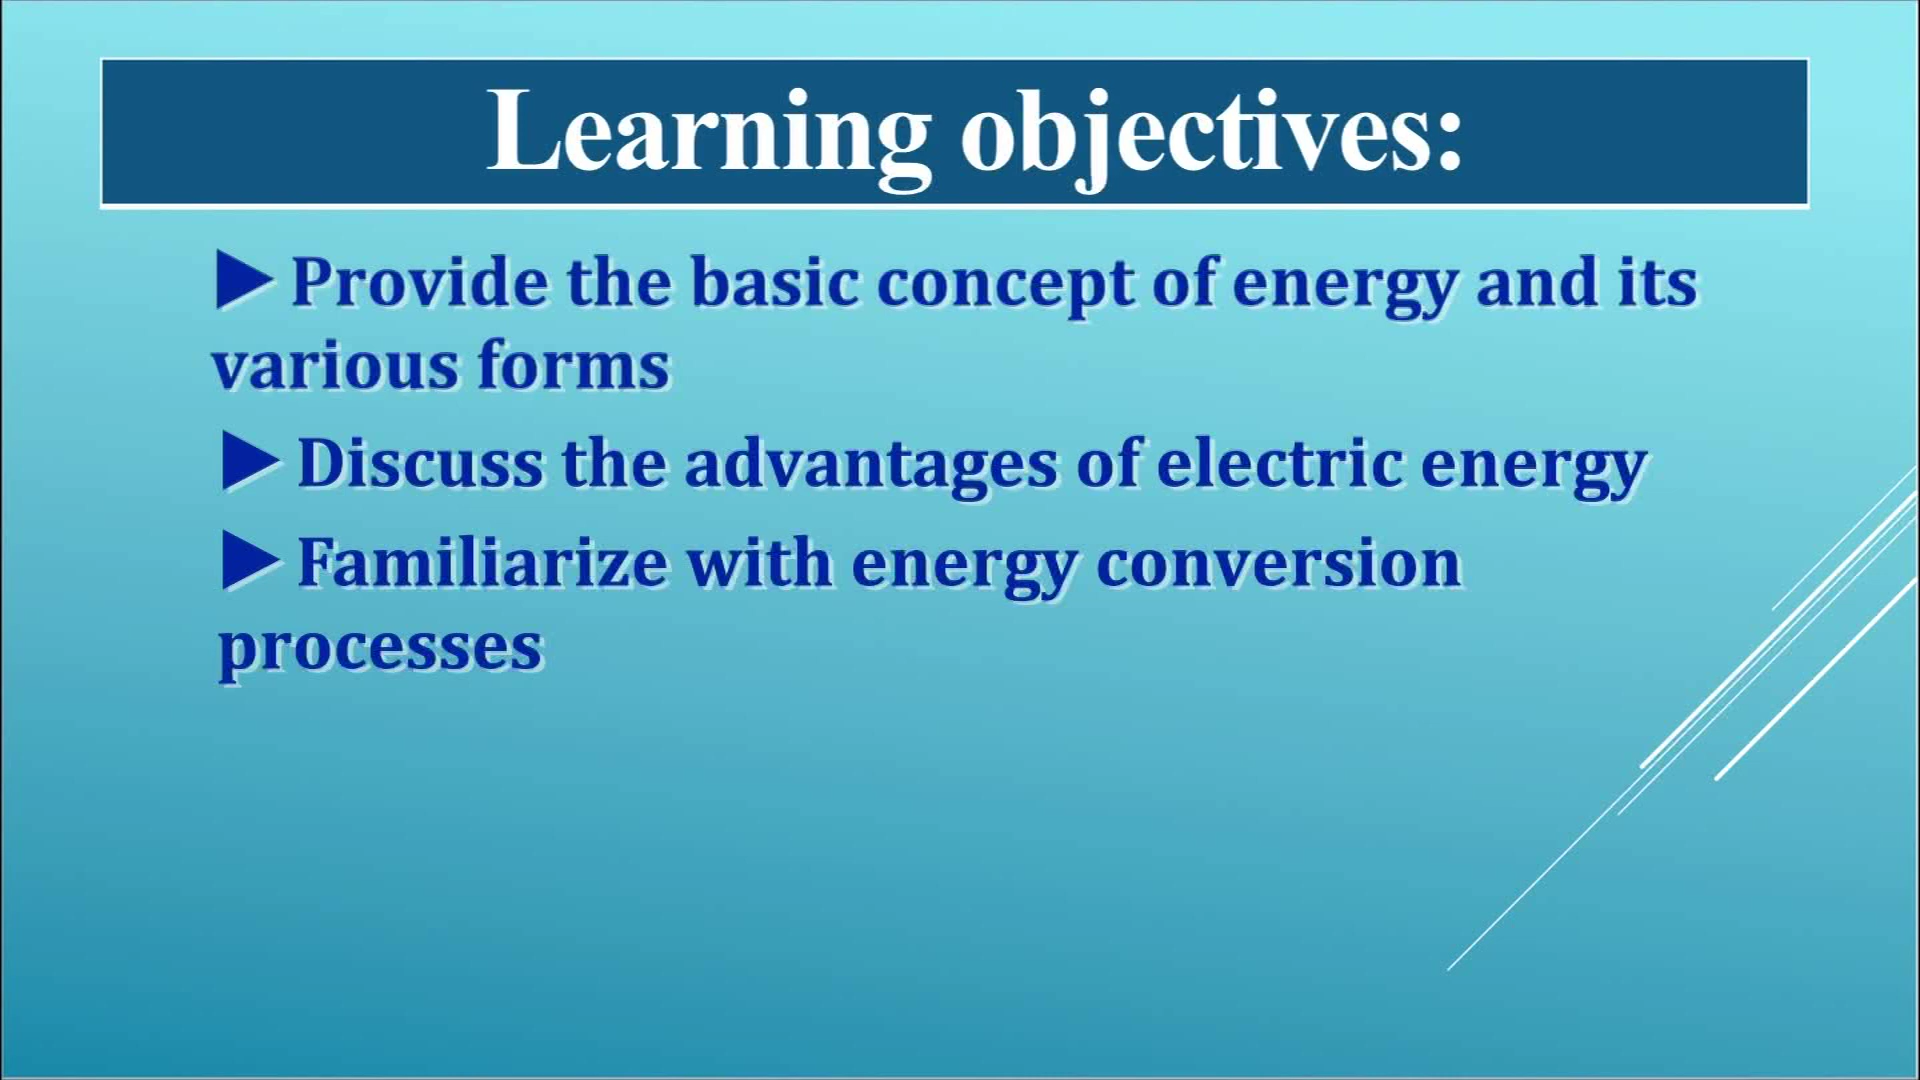 Learning objectives:
▶ Provide the basic concept of energy and its
various forms
▶ Discuss the advantages of electric energy
▶ Familiarize with energy conversion
processes